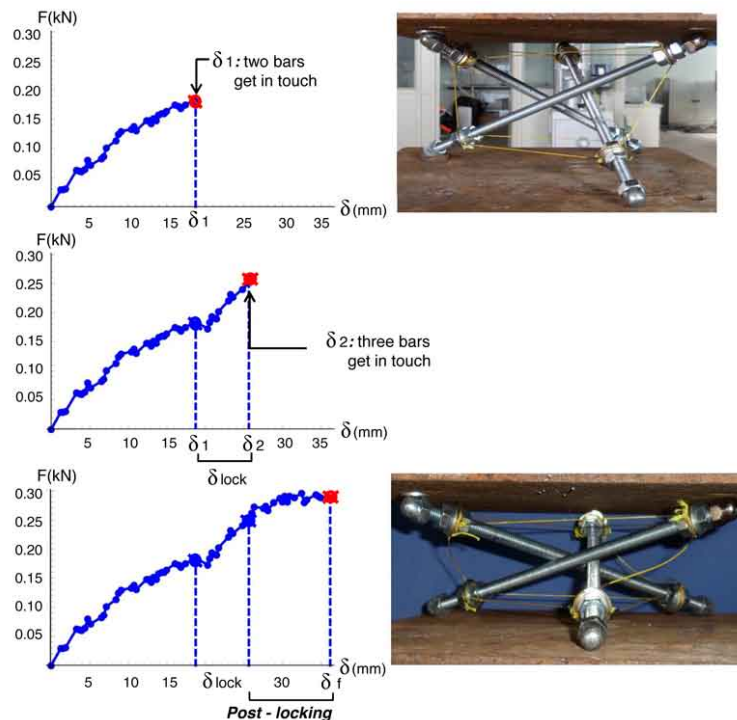 F(kN)
0.30
0.25
0.20
0.15
0.10
0.05
δ1: two bars
get in touch
5 10 15 δ1 25 30 35 δ(mm)
F(kN)
0.30
0.25
0.20
0.15
0.10
0.05
δ2: three bars
get in touch
5 10 15 δ1 δ2 30 35 δ(mm)
δlock
F(kN)
0.30
0.25
0.20
0.15
0.10
0.05
5 10 15 δlock 30 δf δ(mm)
Post - locking